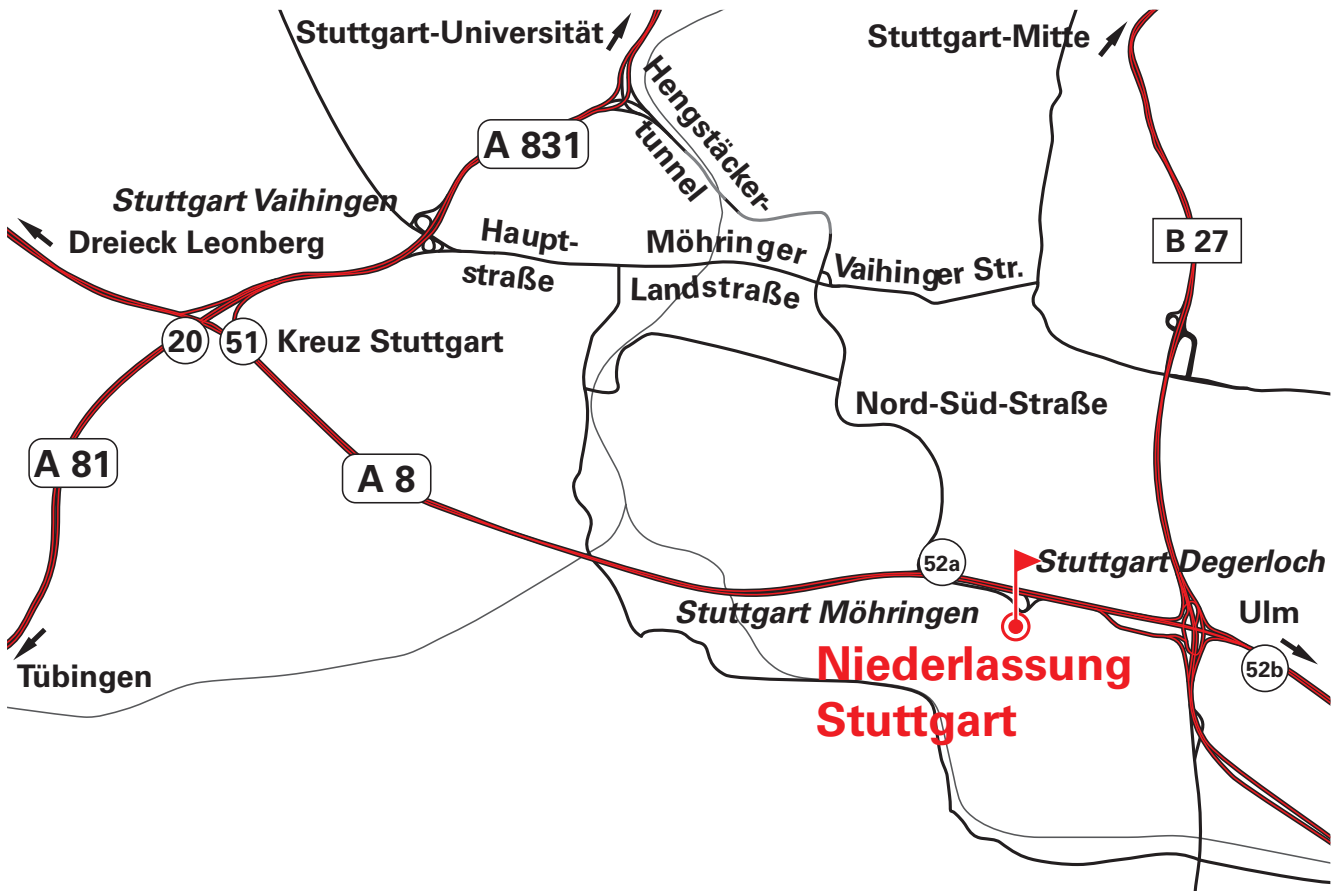 Stuttgart-Universität
Stuttgart-Mitte
Hengstäcker-
tunnel
A 831
Stuttgart Vaihingen
Dreieck Leonberg
Haupt-
straße
Möhringer
Landstraße
Vaihinger Str.
B 27
20
51
Kreuz Stuttgart
Nord-Süd-Straße
A 81
A 8
52a
Stuttgart Degerloch
Stuttgart Möhringen
Ulm
52b
Tübingen
Niederlassung
Stuttgart